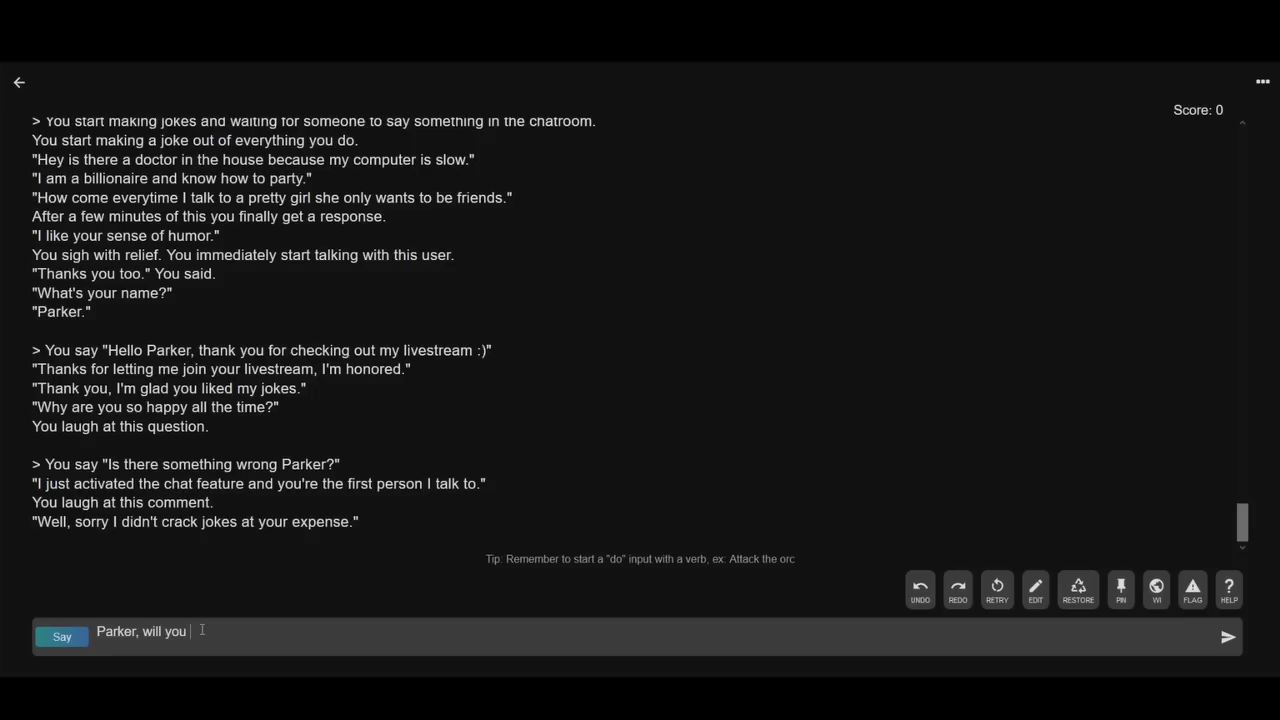 Score: 0
> You start making jokes and waiting for someone to say something in the chatroom.
You start making a joke out of everything you do.
"Hey is there a doctor in the house because my computer is slow."
"I am a billionaire and know how to party."
"How come everytime I talk to a pretty girl she only wants to be friends."
After a few minutes of this you finally get a response.
"I like your sense of humor."
You sigh with relief. You immediately start talking with this user.
"Thanks you too." You said.
"What's your name?"
"Parker."
> You say "Hello Parker, thank you for checking out my livestream :)"
"Thanks for letting me join your livestream, I'm honored."
"Thank you, I'm glad you liked my jokes."
"Why are you so happy all the time?"
You laugh at this question.
> You say "Is there something wrong Parker?"
"I just activated the chat feature and you're the first person I talk to."
You laugh at this comment.
"Well, sorry I didn't crack jokes at your expense."
Tip: Remember to start a "do" input with a verb, ex: Attack the orc
UNDO REDO RETRY EDIT RESTORE PIN WI FLAG HELP
Say Parker, will you